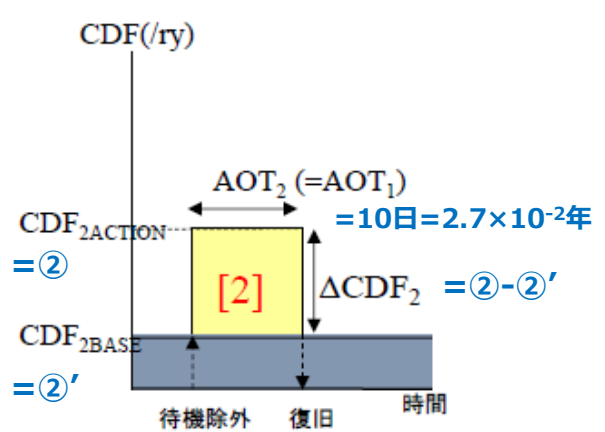 CDF(/ry)
AOT₂ (=AOT₁)
=10日=2.7×10⁻²年
CDF₂ACTION
=②
[2]
ΔCDF₂ =②-②′
CDF₂BASE
=②′
待機除外 復旧 時間